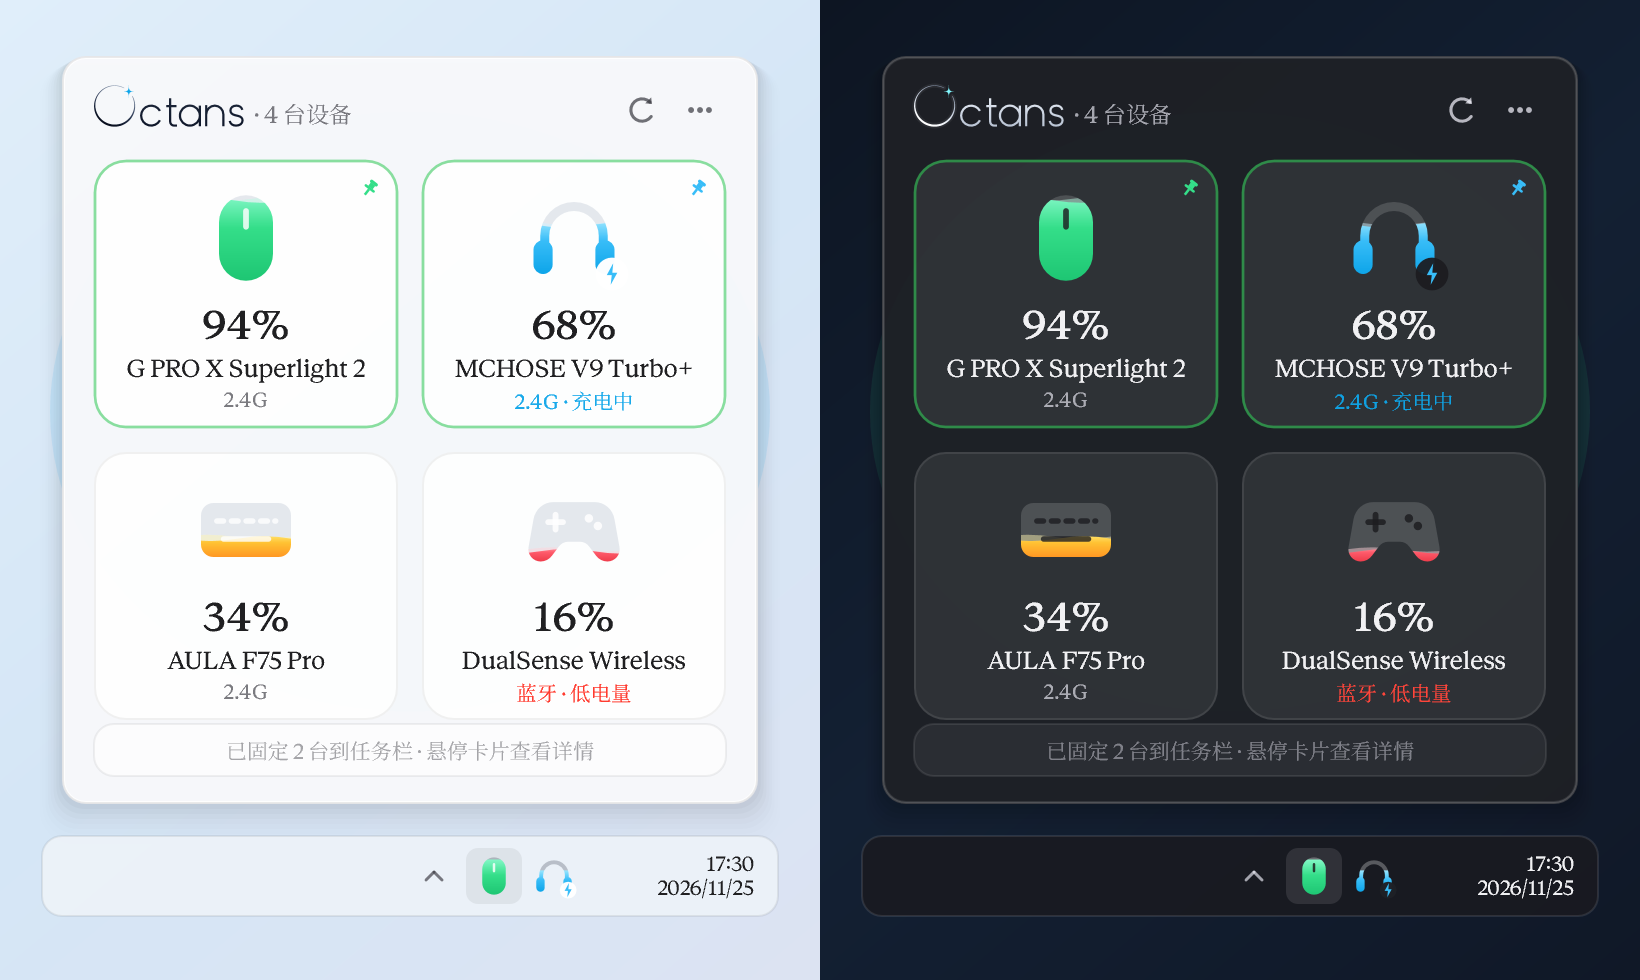 Octans · 4 台设备
94%
G PRO X Superlight 2
2.4G
68%
MCHOSE V9 Turbo+
2.4G · 充电中
34%
AULA F75 Pro
2.4G
16%
DualSense Wireless
蓝牙 · 低电量
已固定 2 台到任务栏 · 悬停卡片查看详情
17:30
2026/11/25
Octans · 4 台设备
94%
G PRO X Superlight 2
2.4G
68%
MCHOSE V9 Turbo+
2.4G · 充电中
34%
AULA F75 Pro
2.4G
16%
DualSense Wireless
蓝牙 · 低电量
已固定 2 台到任务栏 · 悬停卡片查看详情
17:30
2026/11/25